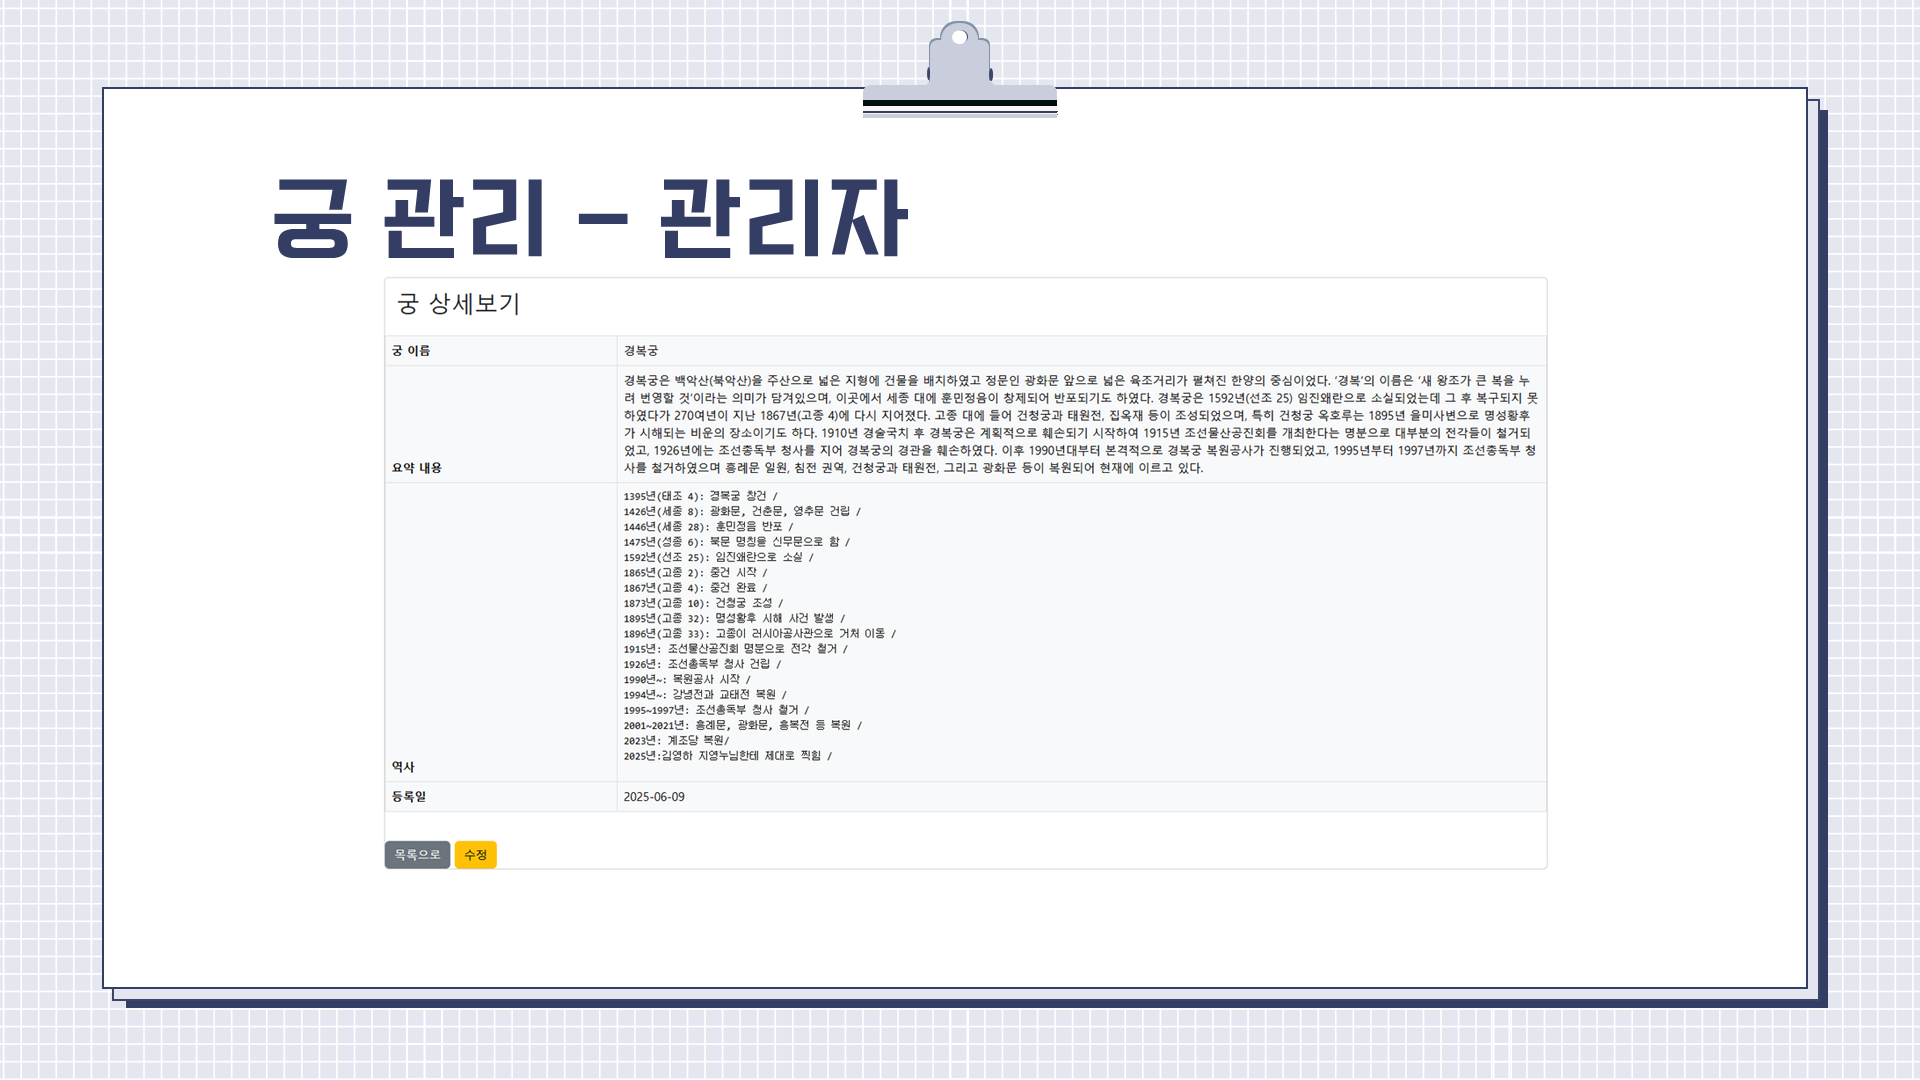 궁 관리 - 관리자
궁 상세보기
궁 이름
경복궁
요약 내용
경복궁은 백악산(북악산)을 주산으로 넓은 지형에 건물을 배치하였고 정문인 광화문 앞으로 넓은 육조거리가 펼쳐진 한양의 중심이었다. '경복'의 이름은 '새 왕조가 큰 복을 누
려 번영할 것'이라는 의미가 담겨있으며, 이곳에서 세종 대에 훈민정음이 창제되어 반포되기도 하였다. 경복궁은 1592년(선조 25) 임진왜란으로 소실되었는데 그 후 복구되지 못
하였다가 270여년이 지난 1867년(고종 4)에 다시 지어졌다. 고종 대에 들어 건청궁과 태원전, 집옥재 등이 조성되었으며, 특히 건청궁 옥호루는 1895년 을미사변으로 명성황후
가 시해되는 비운의 장소이기도 하다. 1910년 경술국치 후 경복궁은 계획적으로 훼손되기 시작하여 1915년 조선물산공진회를 개최한다는 명분으로 대부분의 전각들이 철거되
었고, 1926년에는 조선총독부 청사를 지어 경복궁의 경관을 훼손하였다. 이후 1990년대부터 본격적으로 경복궁 복원공사가 진행되었고, 1995년부터 1997년까지 조선총독부 청
사를 철거하였으며 흥례문 일원, 침전 권역, 건청궁과 태원전, 그리고 광화문 등이 복원되어 현재에 이르고 있다.
역사
1395년(태조 4): 경복궁 창건 /
1426년(세종 8): 광화문, 건춘문, 영추문 건립 /
1446년(세종 28): 훈민정음 반포 /
1475년(성종 6): 북문 명칭을 신무문으로 함 /
1592년(선조 25): 임진왜란으로 소실 /
1865년(고종 2): 중건 시작 /
1867년(고종 4): 중건 완료 /
1873년(고종 10): 건청궁 조성 /
1895년(고종 32): 명성황후 시해 사건 발생 /
1896년(고종 33): 고종이 러시아공사관으로 거처 이동 /
1915년: 조선물산공진회 명분으로 전각 철거 /
1926년: 조선총독부 청사 건립 /
1990년~: 복원공사 시작 /
1994년~: 강녕전과 교태전 복원 /
1995~1997년: 조선총독부 청사 철거 /
2001~2021년: 흥례문, 광화문, 흥복전 등 복원 /
2023년: 계조당 복원/
2025년:김영하 지영누님한테 제대로 찍힘 /
등록일
2025-06-09
목록으로
수정